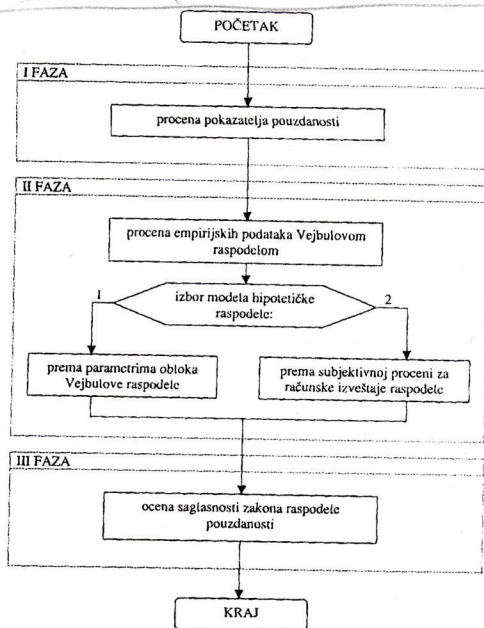 POČETAK
I FAZA
procena pokazatelja pouzdanosti
II FAZA
procena empirijskih podataka Vejbulovom
raspodelom
izbor modela hipotetičke
raspodele:
1
2
prema parametrima obloka
Vejbulove raspodele
prema subjektivnoj proceni za
računske izveštaje raspodele
III FAZA
ocena saglasnosti zakona raspodele
pouzdanosti
KRAJ